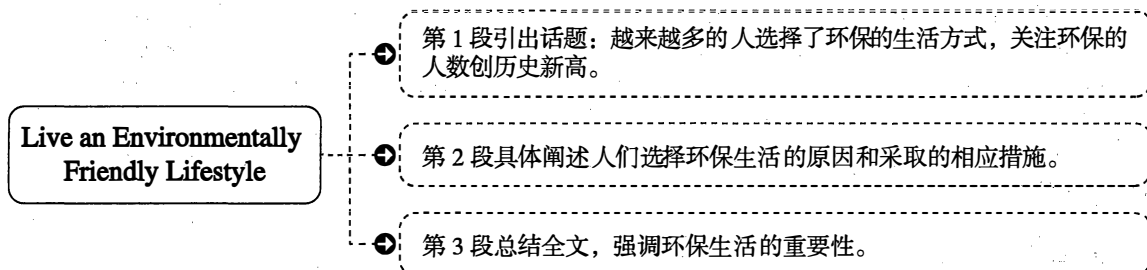 Live an Environmentally
Friendly Lifestyle
第1段引出话题：越来越多的人选择了环保的生活方式，关注环保的
人数创历史新高。
第2段具体阐述人们选择环保生活的原因和采取的相应措施。
第3段总结全文，强调环保生活的重要性。